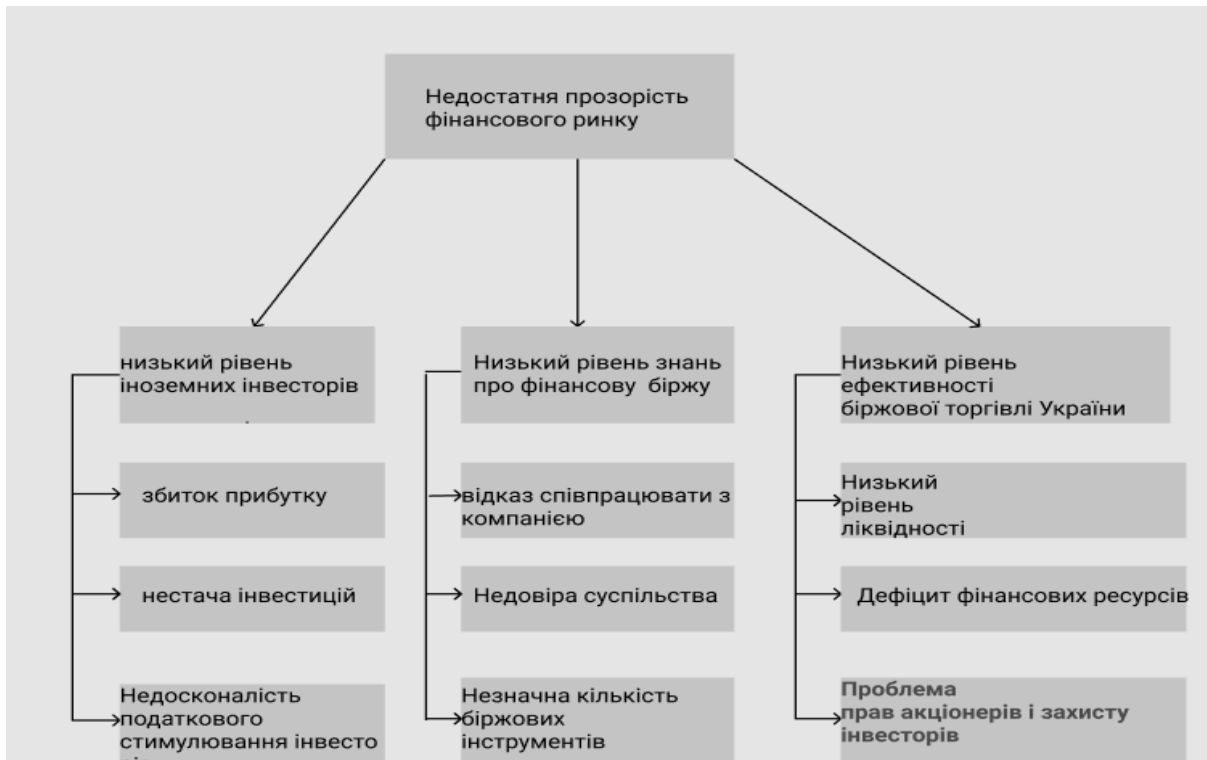 Недостатня прозорість
фінансового ринку
низький рівень
іноземних інвесторів
збиток прибутку
нестача інвестицій
Недосконалість
податкового
стимулювання інвесто
Низький рівень знань
про фінансову біржу
відказ співпрацювати з
компанією
Недовіра суспільства
Незначна кількість
біржових
інструментів
Низький рівень
ефективності
біржової торгівлі України
Низький
рівень
ліквідності
Дефіцит фінансових ресурсів
Проблема
прав акціонерів і захисту
інвесторів